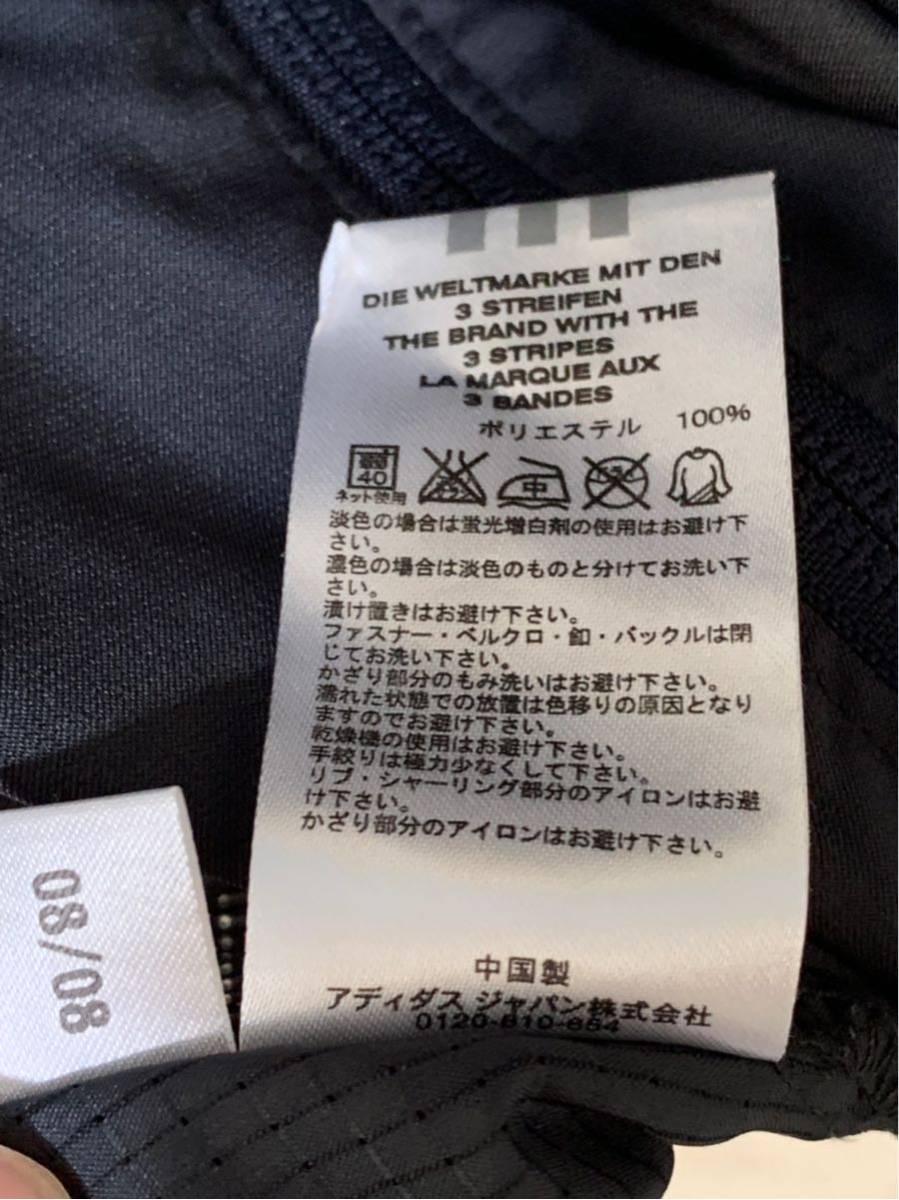 DIE WELTMARKE MIT DEN
3 STREIFEN
THE BRAND WITH THE
3 STRIPES
LA MARQUE AUX
3 BANDES
ポリエステル 100%
40 中
ネット使用
淡色の場合は蛍光増白剤の使用はお避け下
さい。
濃色の場合は淡色のものと分けてお洗い下
さい。
漬け置きはお避け下さい。
ファスナー・ベルクロ・釦・バックルは閉
じてお洗い下さい。
かざり部分のもみ洗いはお避け下さい。
濡れた状態での放置は色移りの原因となり
ますのでお避け下さい。
乾燥機の使用はお避け下さい。
手絞りは極力少なくして下さい。
リブ・シャーリング部分のアイロンはお避
け下さい。
かざり部分のアイロンはお避け下さい。
中国製
アディダス ジャパン株式会社
0120-810-654
08/08